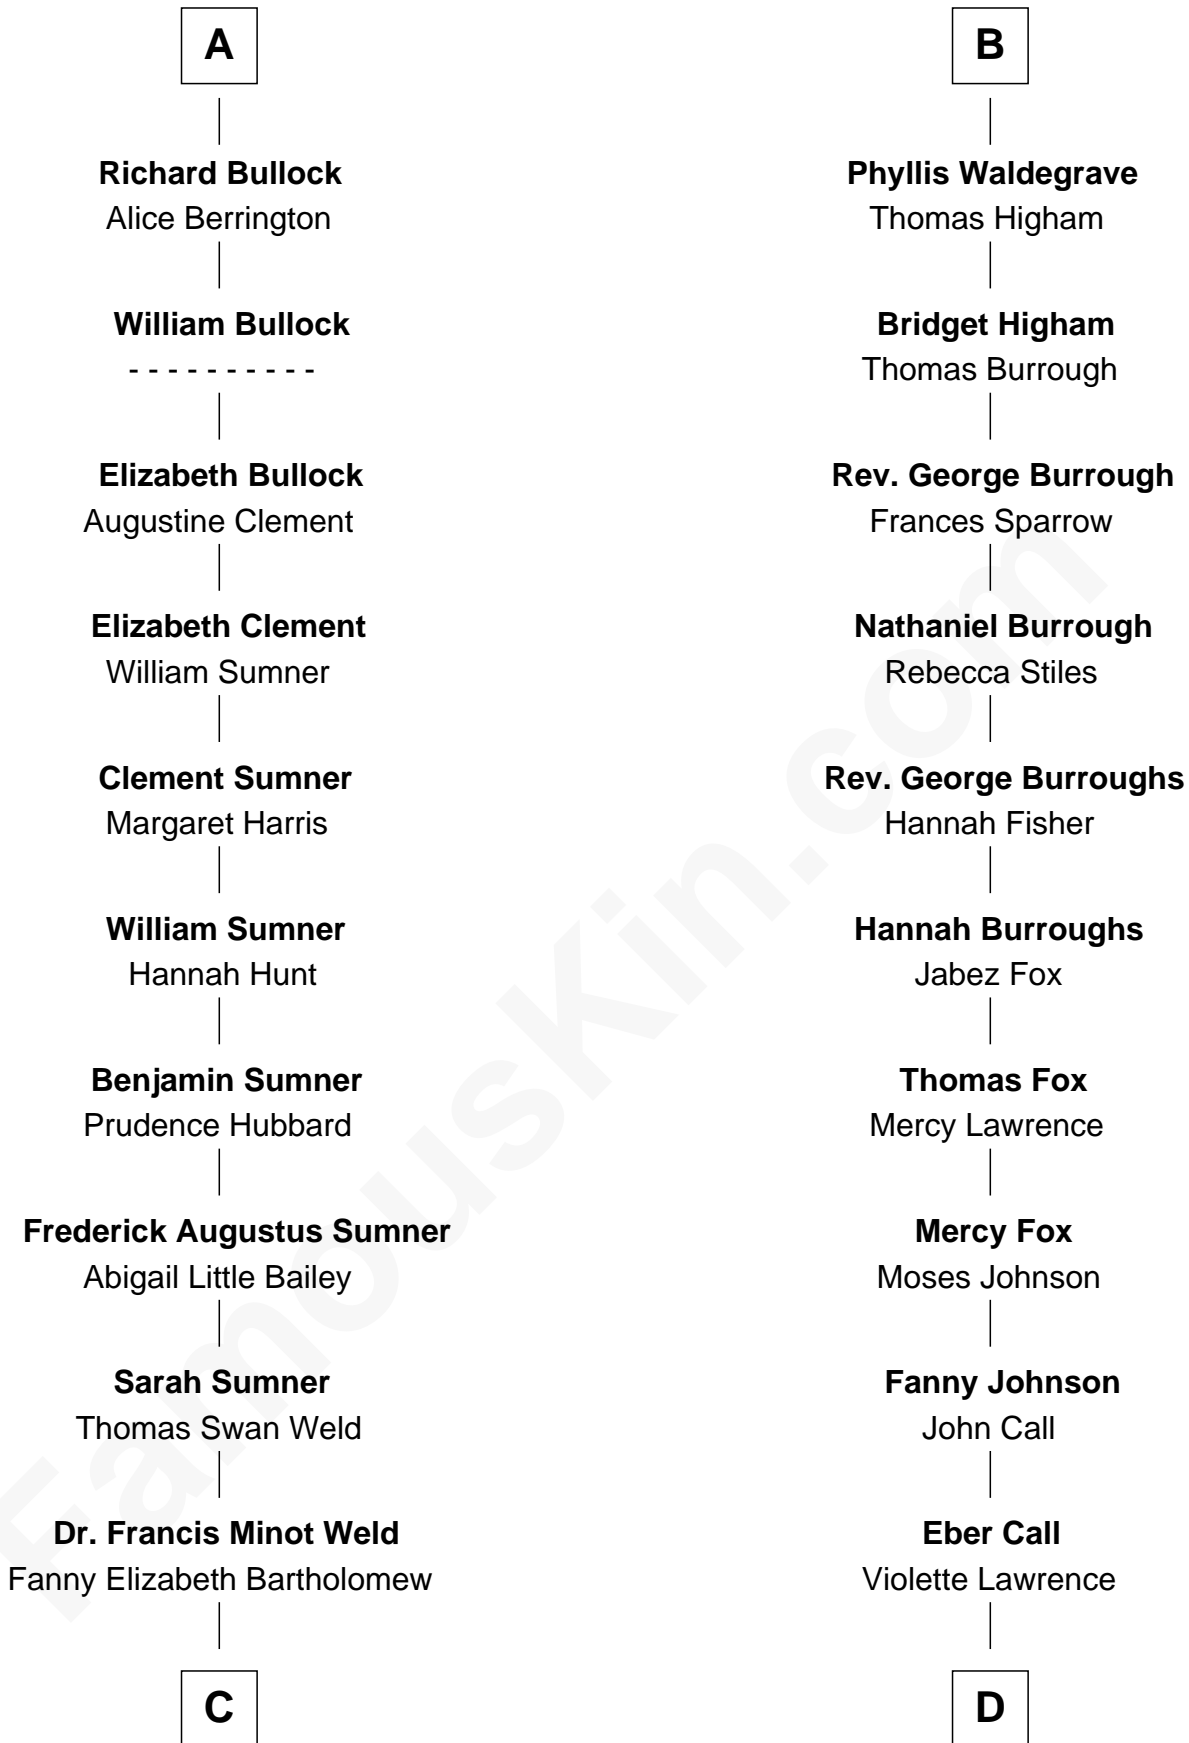 A
Richard Bullock
Alice Berrington
William Bullock
- - - - - - - - - -
Elizabeth Bullock
Augustine Clement
Elizabeth Clement
William Sumner
Clement Sumner
Margaret Harris
William Sumner
Hannah Hunt
Benjamin Sumner
Prudence Hubbard
Frederick Augustus Sumner
Abigail Little Bailey
Sarah Sumner
Thomas Swan Weld
Dr. Francis Minot Weld
Fanny Elizabeth Bartholomew
C
B
Phyllis Waldegrave
Thomas Higham
Bridget Higham
Thomas Burrough
Rev. George Burrough
Frances Sparrow
Nathaniel Burrough
Rebecca Stiles
Rev. George Burroughs
Hannah Fisher
Hannah Burroughs
Jabez Fox
Thomas Fox
Mercy Lawrence
Mercy Fox
Moses Johnson
Fanny Johnson
John Call
Eber Call
Violette Lawrence
D
FamousKin.com